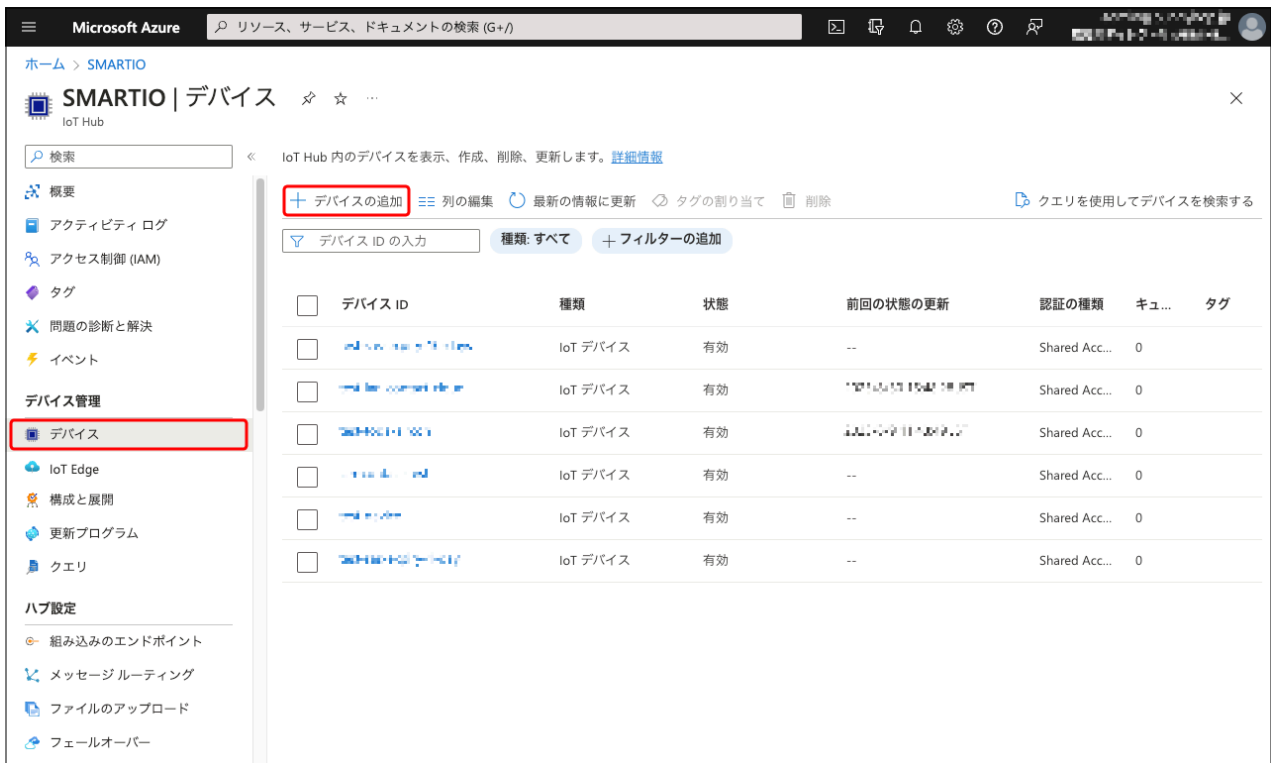 Microsoft Azure
リソース、サービス、ドキュメントの検索 (G+/)
ホーム > SMARTIO
SMARTIO | デバイス ☆ ···
IoT Hub
検索
«
概要
アクティビティ ログ
アクセス制御 (IAM)
タグ
問題の診断と解決
イベント
デバイス管理
デバイス
IoT Edge
構成と展開
更新プログラム
クエリ
ハブ設定
組み込みのエンドポイント
メッセージ ルーティング
ファイルのアップロード
フェールオーバー
IoT Hub 内のデバイスを表示、作成、削除、更新します。詳細情報
＋ デバイスの追加 列の編集 最新の情報に更新 タグの割り当て 削除 クエリを使用してデバイスを検索する
デバイス ID の入力 種類: すべて ＋ フィルターの追加
デバイス ID 種類 状態 前回の状態の更新 認証の種類 キュ... タグ
IoT デバイス 有効 -- Shared Acc... 0
IoT デバイス 有効 Shared Acc... 0
IoT デバイス 有効 Shared Acc... 0
IoT デバイス 有効 -- Shared Acc... 0
IoT デバイス 有効 -- Shared Acc... 0
IoT デバイス 有効 -- Shared Acc... 0